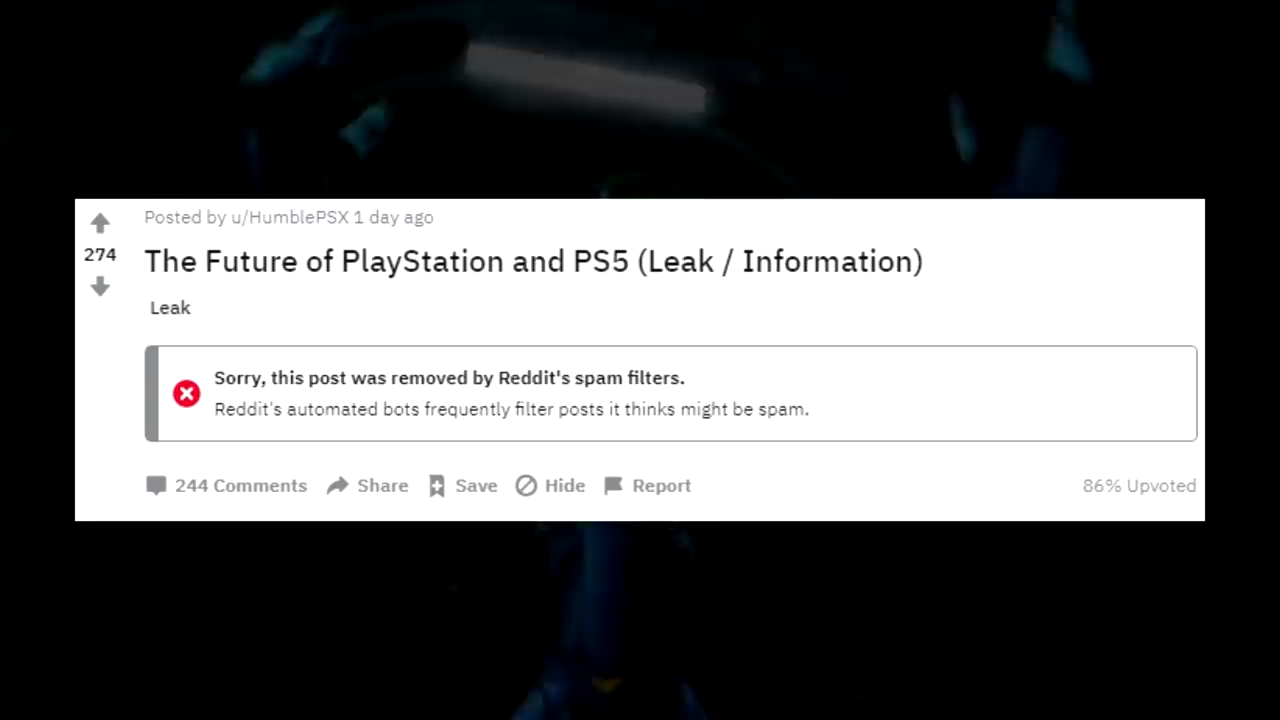 Posted by u/HumblePSX 1 day ago
274
The Future of PlayStation and PS5 (Leak / Information)
Leak
Sorry, this post was removed by Reddit's spam filters.
Reddit's automated bots frequently filter posts it thinks might be spam.
244 Comments Share Save Hide Report 86% Upvoted